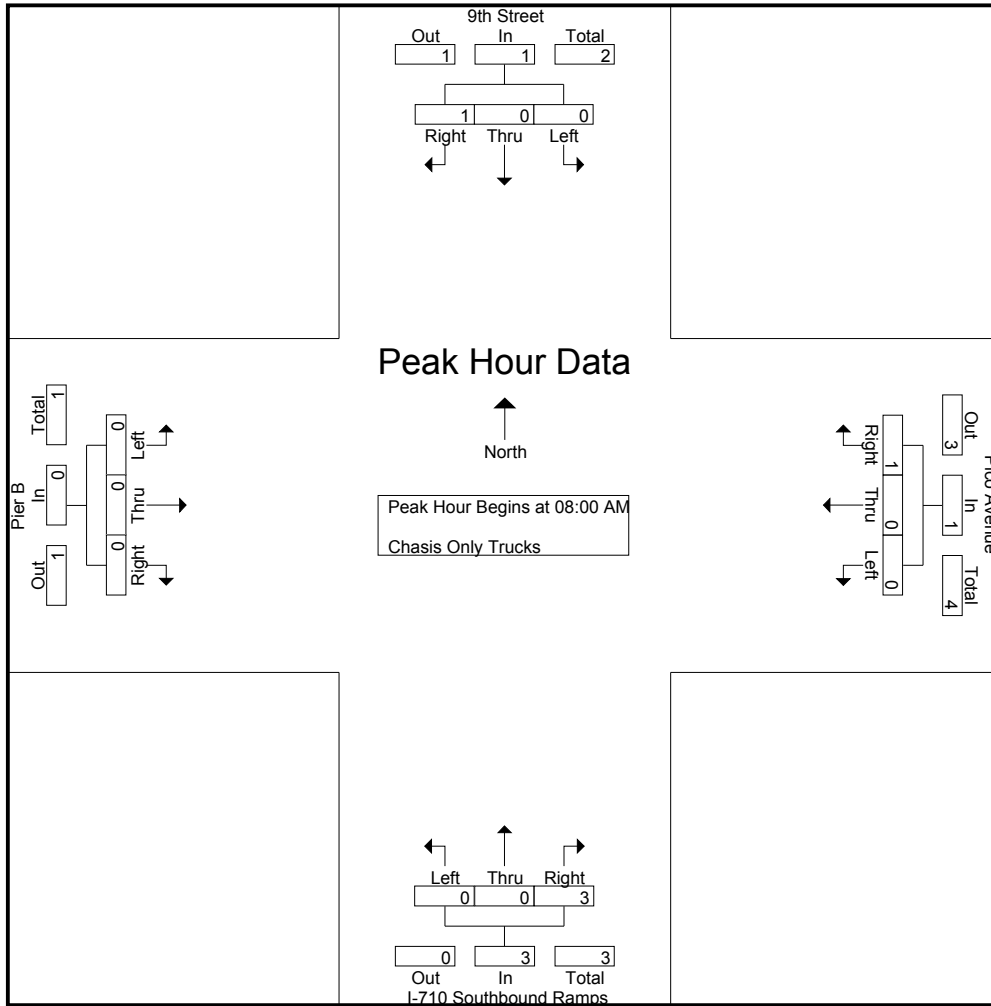 9th Street
Out In Total
1 1 2
1 0 0
Right Thru Left
Peak Hour Data
North
Peak Hour Begins at 08:00 AM
Chasis Only Trucks
Pier B
Total In Out
1 0 1
0 0 0
Left Thru Right
Out In Total
3 1 4
1 0 0
Right Thru Left
Avenue
Left Thru Right
0 0 3
0 3 3
Out In Total
I-710 Southbound Ramps